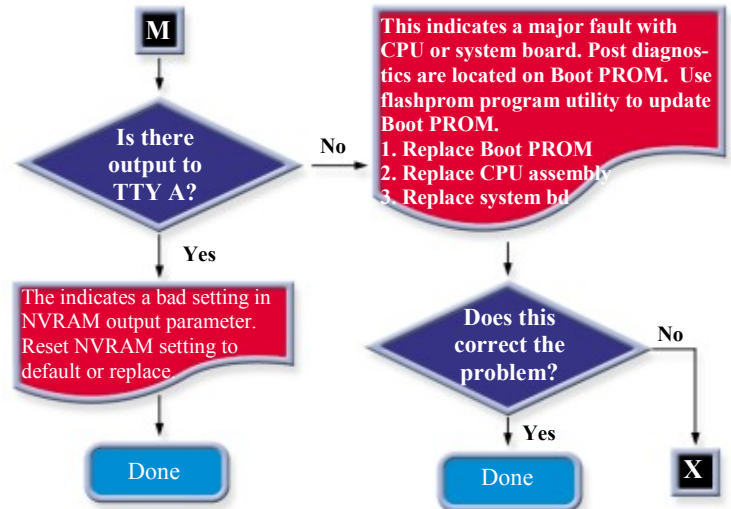 M
Is there
output to
TTY A?
No
This indicates a major fault with
CPU or system board. Post diagnos-
tics are located on Boot PROM.  Use
flashprom program utility to update
Boot PROM.
1. Replace Boot PROM
2. Replace CPU assembly
3. Replace system bd
Yes
The indicates a bad setting in
NVRAM output parameter.
Reset NVRAM setting to
default or replace.
Done
Does this
correct the
problem?
No
Yes
Done
X